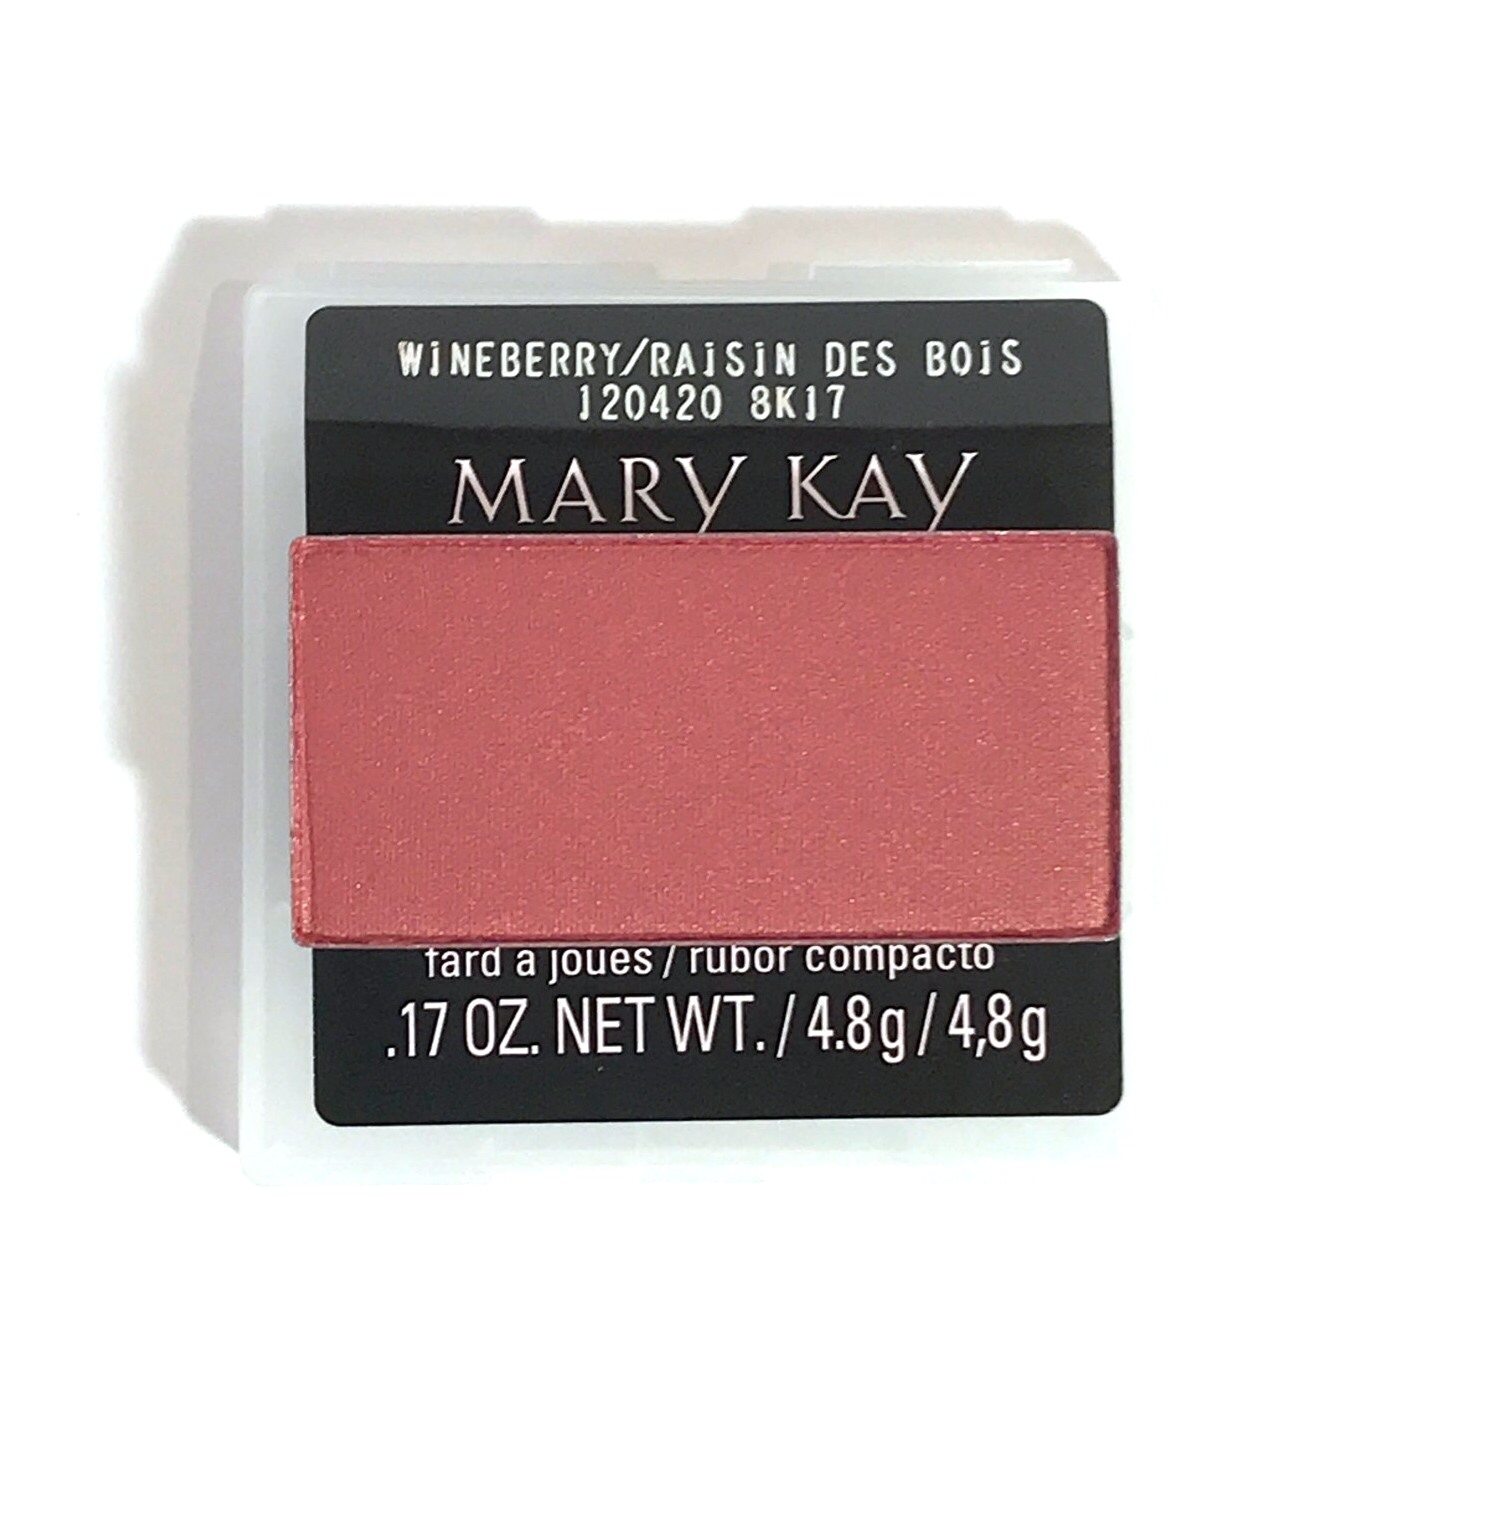 WINEBERRY/RAISIN DES BOIS
120420 8K17
MARY KAY
fard à joues / rubor compacto
.17 OZ. NET WT. / 4.8g / 4,8g